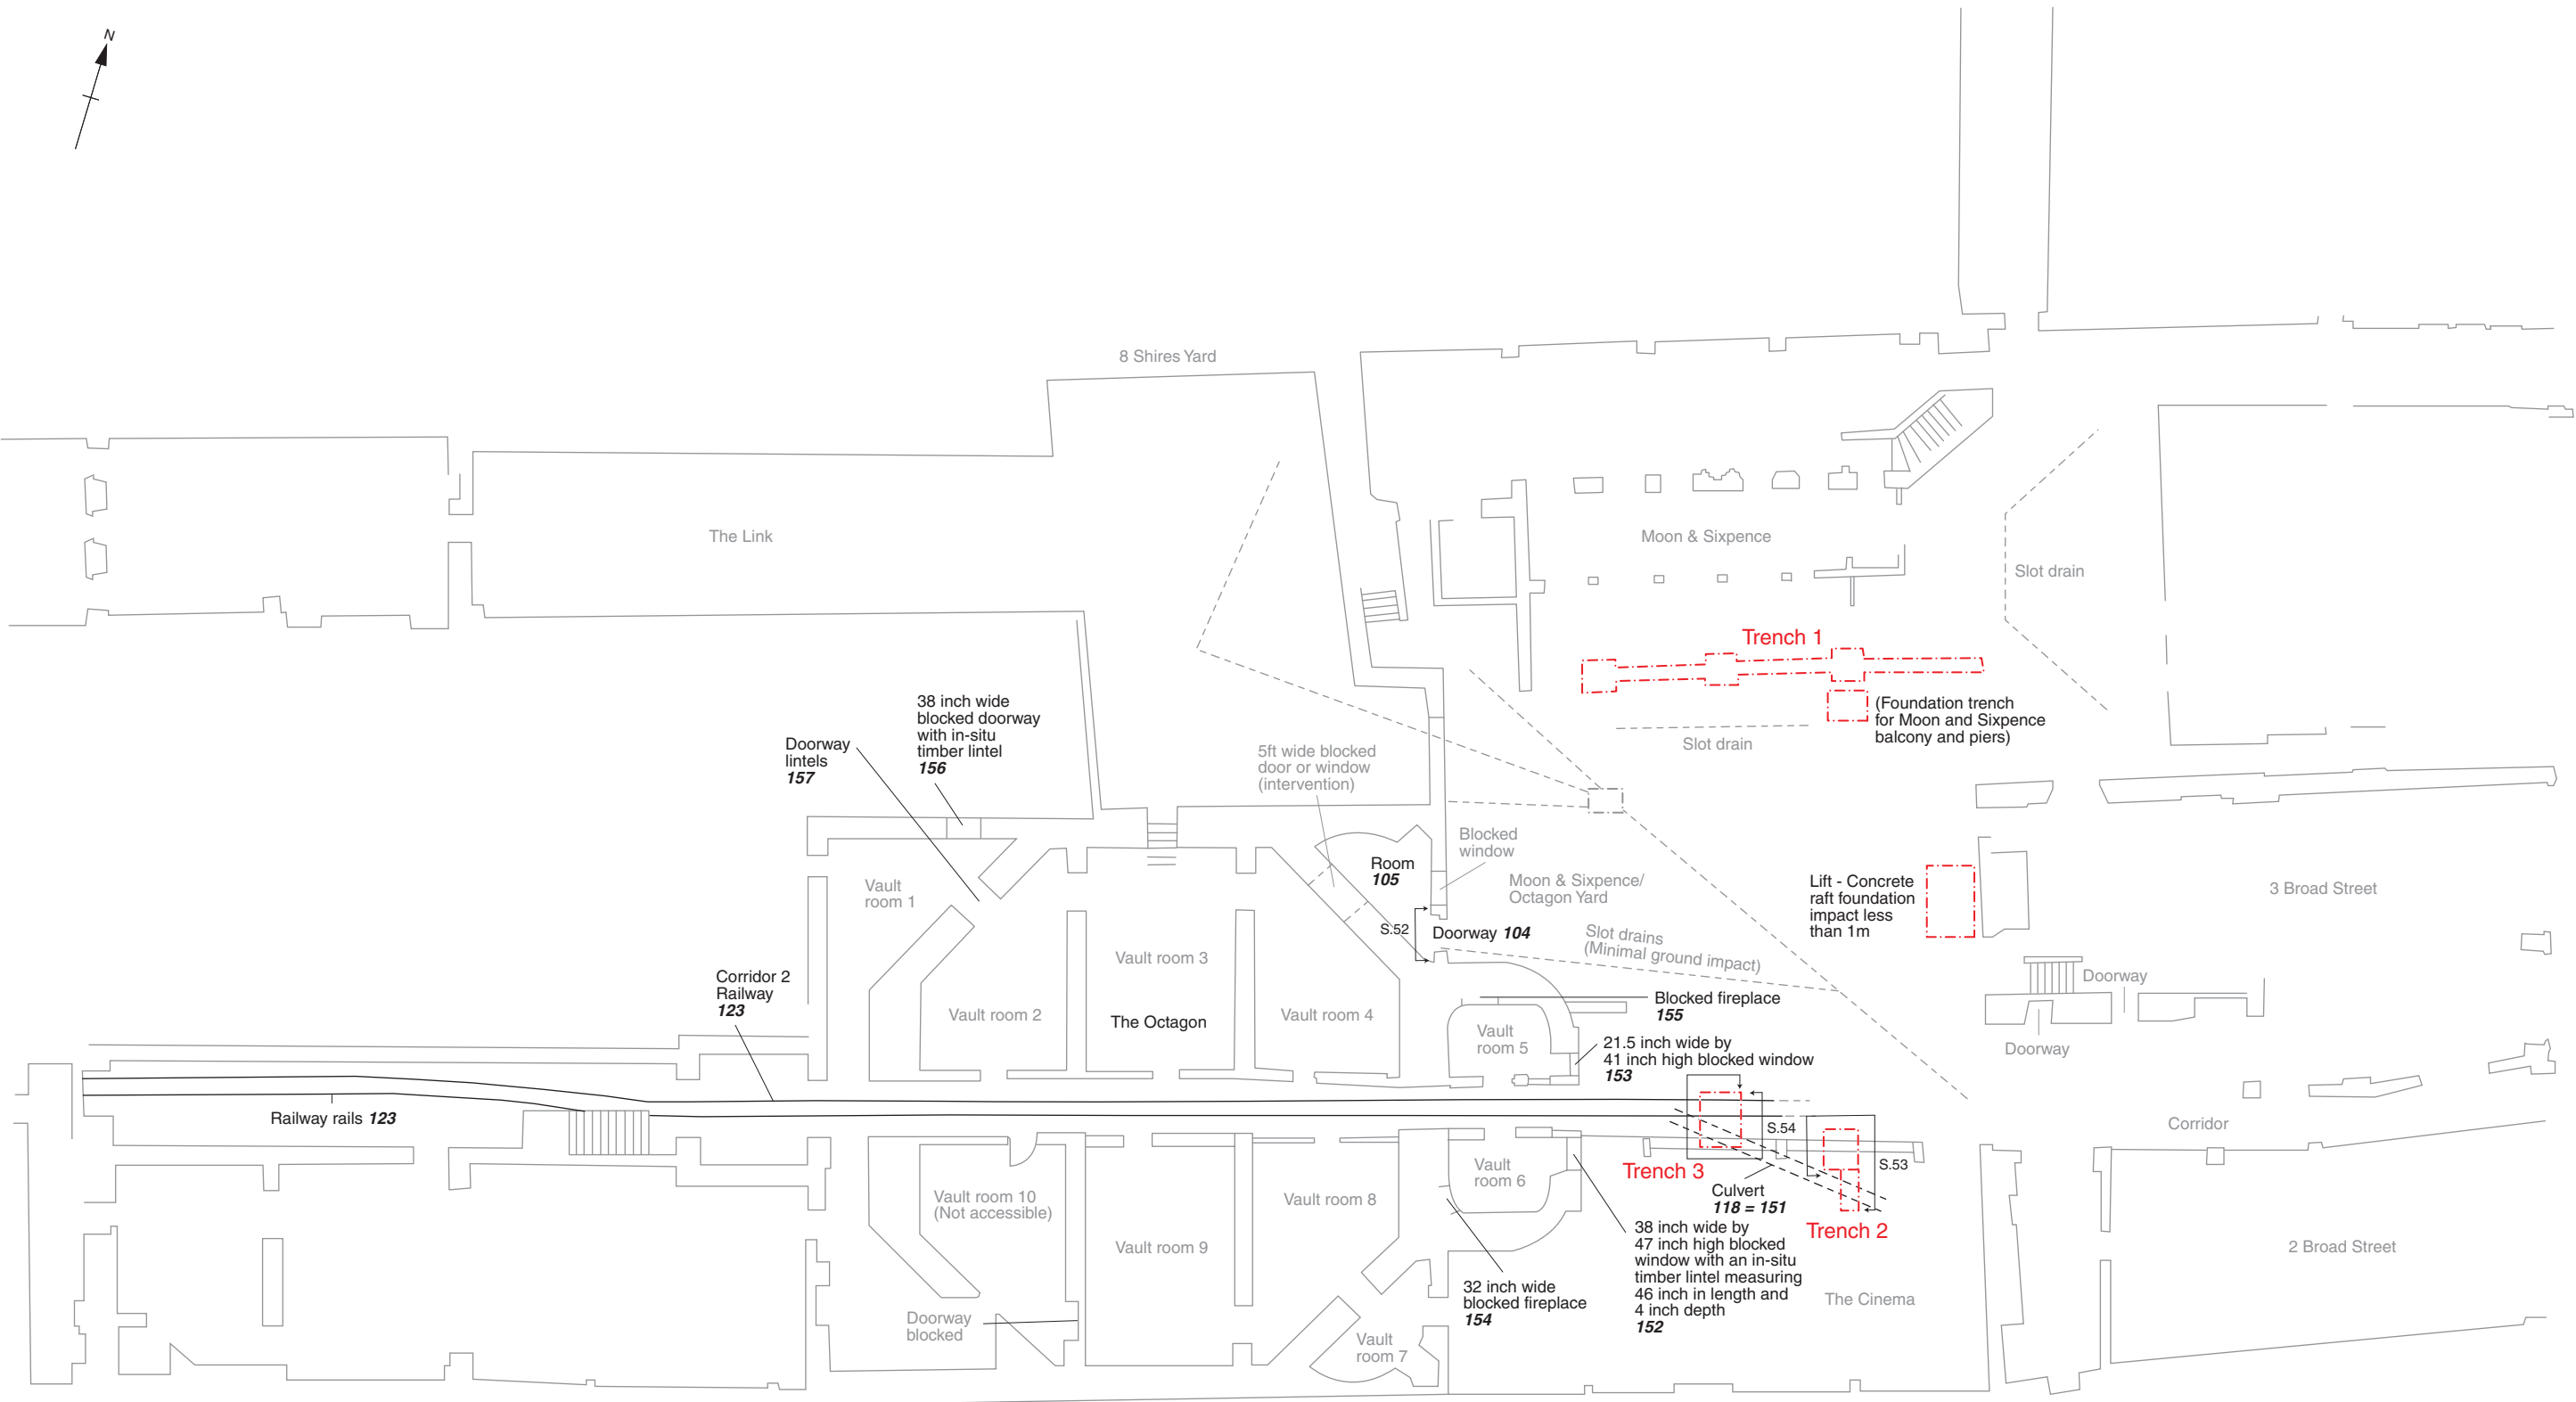 N
8 Shires Yard
The Link
Moon & Sixpence
Slot drain
Trench 1
(Foundation trench
for Moon and Sixpence
balcony and piers)
Slot drain
38 inch wide
blocked doorway
with in-situ
timber lintel
156
Doorway
lintels
157
5ft wide blocked
door or window
(intervention)
Blocked
window
Room
105
Vault
room 1
Moon & Sixpence/
Octagon Yard
Lift - Concrete
raft foundation
impact less
than 1m
3 Broad Street
S.52
Doorway 104
Slot drains
(Minimal ground impact)
Vault room 3
Corridor 2
Railway
123
Doorway
Blocked fireplace
155
Vault room 2
The Octagon
Vault room 4
Vault
room 5
21.5 inch wide by
41 inch high blocked window
153
Doorway
Railway rails 123
Corridor
S.54
S.53
Trench 3
Vault
room 6
Culvert
118 = 151
Trench 2
Vault room 10
(Not accessible)
Vault room 8
Vault room 9
38 inch wide by
47 inch high blocked
window with an in-situ
timber lintel measuring
46 inch in length and
4 inch depth
152
2 Broad Street
32 inch wide
blocked fireplace
154
The Cinema
Doorway
blocked
Vault
room 7